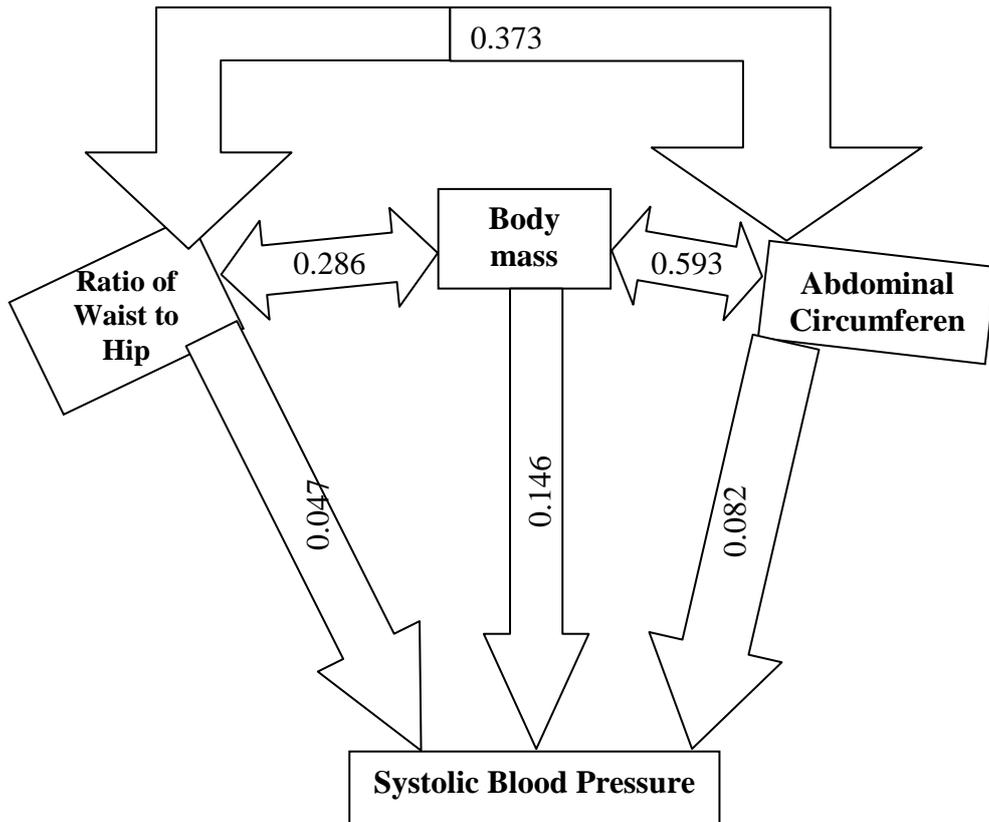 0.373
Body
mass
0.286
0.593
Ratio of
Waist to
Hip
Abdominal
Circumferen
0.047
0.146
0.082
Systolic Blood Pressure